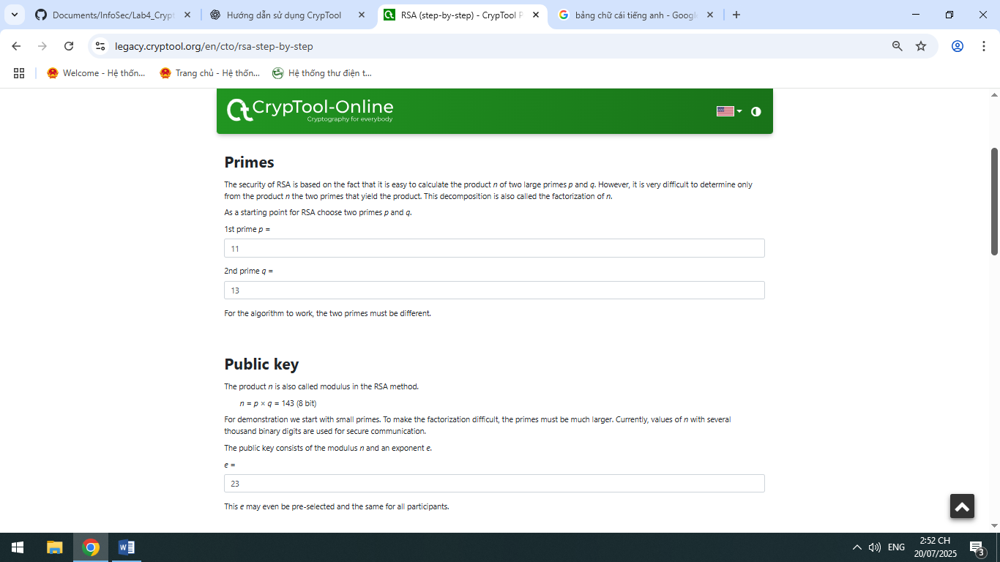 Documents/InfoSec/Lab4_Crypt
Hướng dẫn sử dụng CrypTool
RSA (step-by-step) - CrypTool P
bảng chữ cái tiếng anh - Google
legacy.cryptool.org/en/cto/rsa-step-by-step
Welcome - Hệ thốn...
Trang chủ - Hệ thốn...
Hệ thống thư điện t...
CrypTool-Online
Cryptography for everybody
Primes
The security of RSA is based on the fact that it is easy to calculate the product n of two large primes p and q. However, it is very difficult to determine only
from the product n the two primes that yield the product. This decomposition is also called the factorization of n.
As a starting point for RSA choose two primes p and q.
1st prime p =
11
2nd prime q =
13
For the algorithm to work, the two primes must be different.
Public key
The product n is also called modulus in the RSA method.
n = p × q = 143 (8 bit)
For demonstration we start with small primes. To make the factorization difficult, the primes must be much larger. Currently, values of n with several
thousand binary digits are used for secure communication.
The public key consists of the modulus n and an exponent e.
e =
23
This e may even be pre-selected and the same for all participants.
ENG
2:52 CH
20/07/2025
3